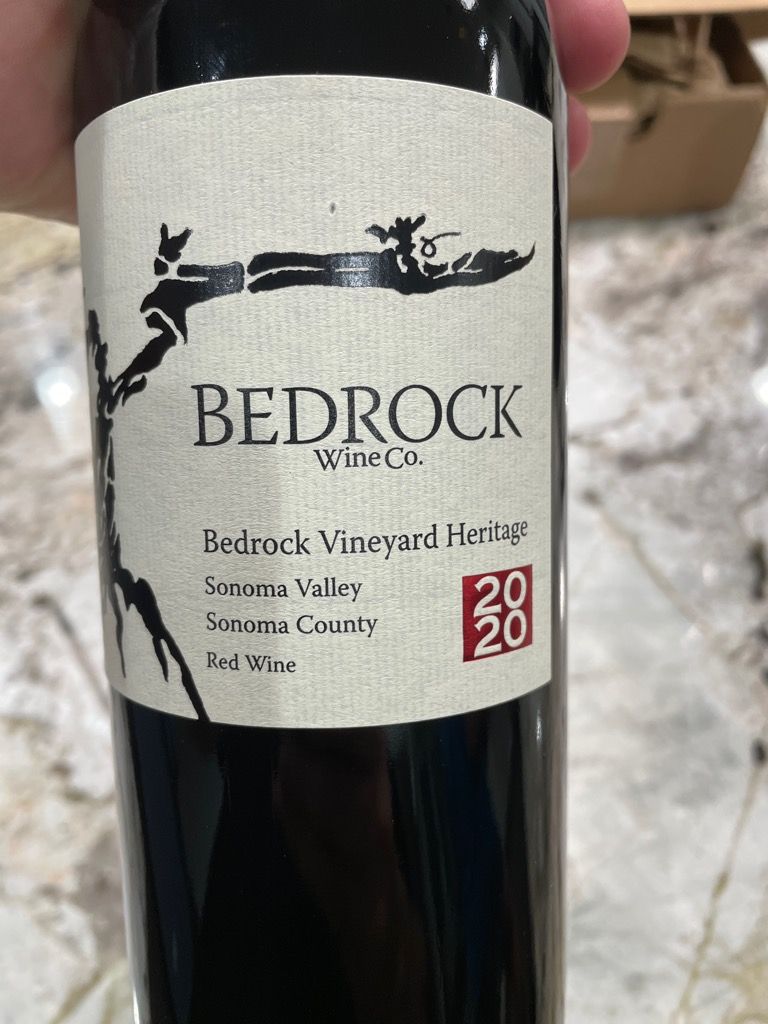 BEDROCK
Wine Co.
Bedrock Vineyard Heritage
Sonoma Valley
Sonoma County
Red Wine
20
20